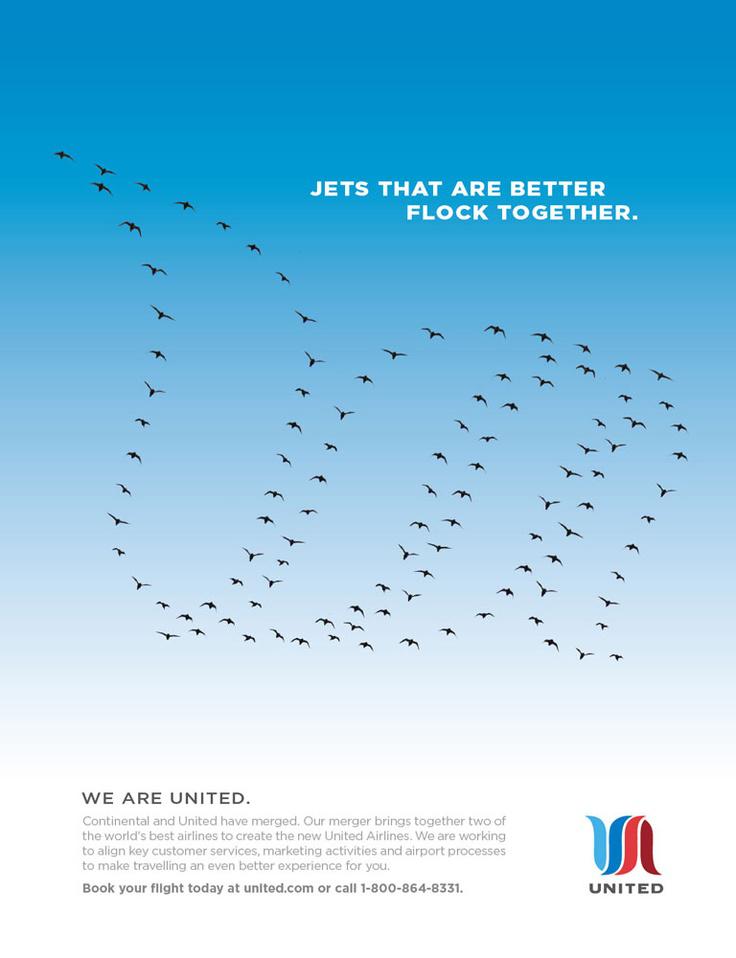 JETS THAT ARE BETTER
FLOCK TOGETHER.
WE ARE UNITED.
Continental and United have merged. Our merger brings together two of
the world's best airlines to create the new United Airlines. We are working
to align key customer services, marketing activities and airport processes
to make travelling an even better experience for you.
Book your flight today at united.com or call 1-800-864-8331.
UNITED